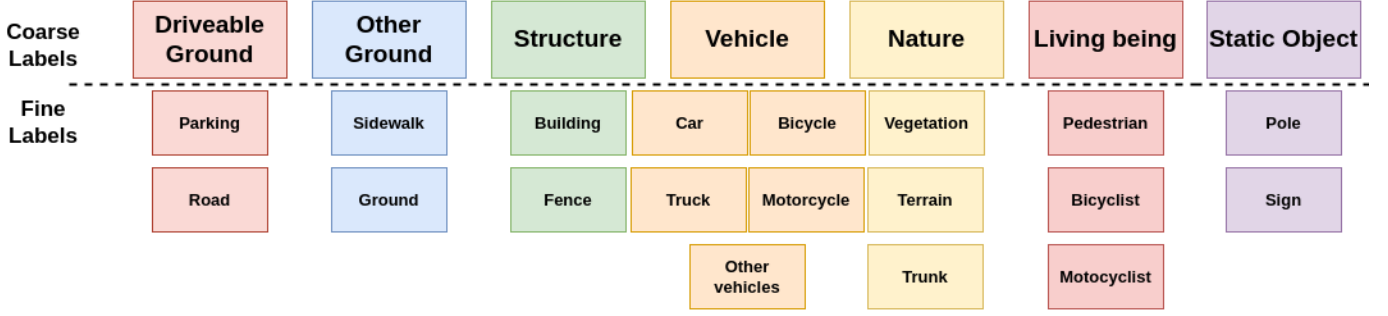 Coarse
Labels
Driveable
Ground
Other
Ground
Structure
Vehicle
Nature
Living being
Static Object
Fine
Labels
Parking
Sidewalk
Building
Car
Bicycle
Vegetation
Pedestrian
Pole
Road
Ground
Fence
Truck
Motorcycle
Terrain
Bicyclist
Sign
Other
vehicles
Trunk
Motocyclist